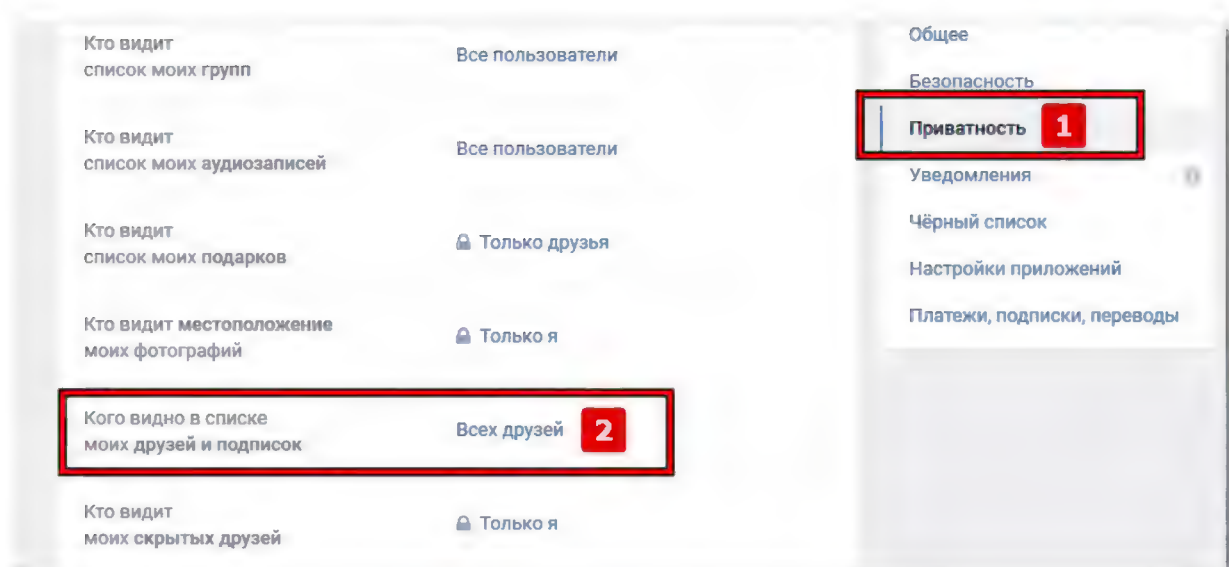 Кто видит
список моих групп
Все пользователи
Кто видит
список моих аудиозаписей
Все пользователи
Кто видит
список моих подарков
Только друзья
Кто видит местоположение
моих фотографий
Только я
Кого видно в списке
моих друзей и подписок
Всех друзей
2
Кто видит
моих скрытых друзей
Только я
Общее
Безопасность
Приватность
1
Уведомления
Чёрный список
Настройки приложений
Платежи, подписки, переводы